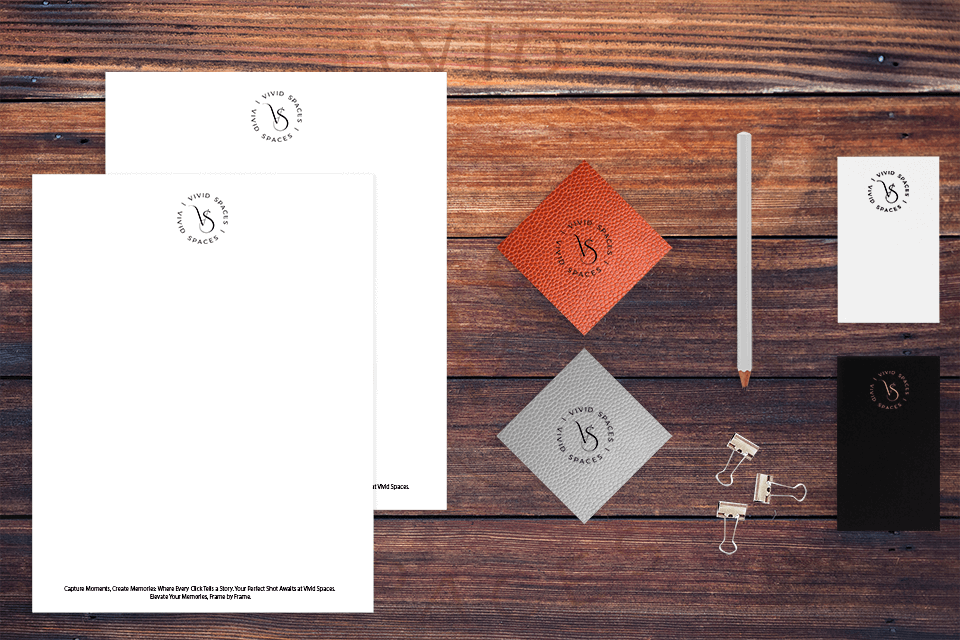 VIVID
| VIVID SPACES | VIVID SPACES
VS
at Vivid Spaces.
| VIVID SPACES | VIVID SPACES
VS
Capture Moments, Create Memories: Where Every Click Tells a Story. Your Perfect Shot Awaits at Vivid Spaces.
Elevate Your Memories, Frame by Frame.
| VIVID SPACES | VIVID SPACES
VS
| VIVID SPACES | VIVID SPACES
VS
| VIVID SPACES | VIVID SPACES
VS
| VIVID SPACES | VIVID SPACES
VS